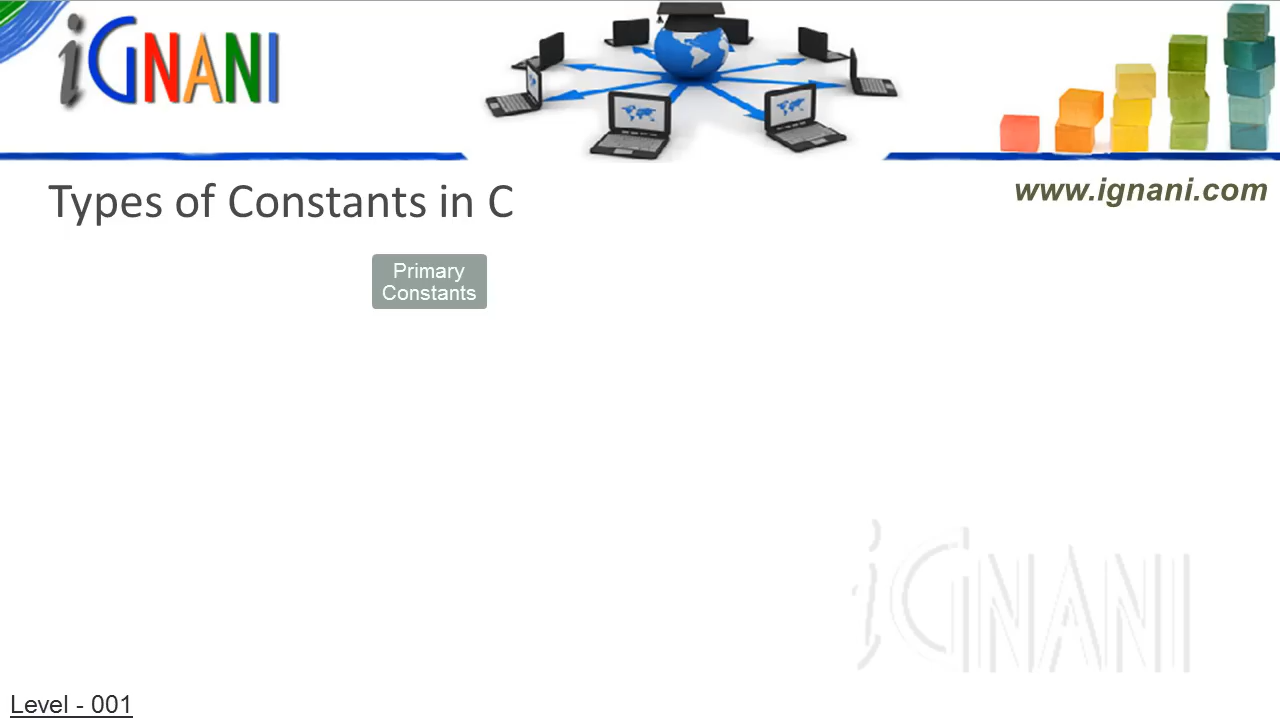 iGNANI
Types of Constants in C
www.ignani.com
Primary
Constants
iGNANI
Level - 001